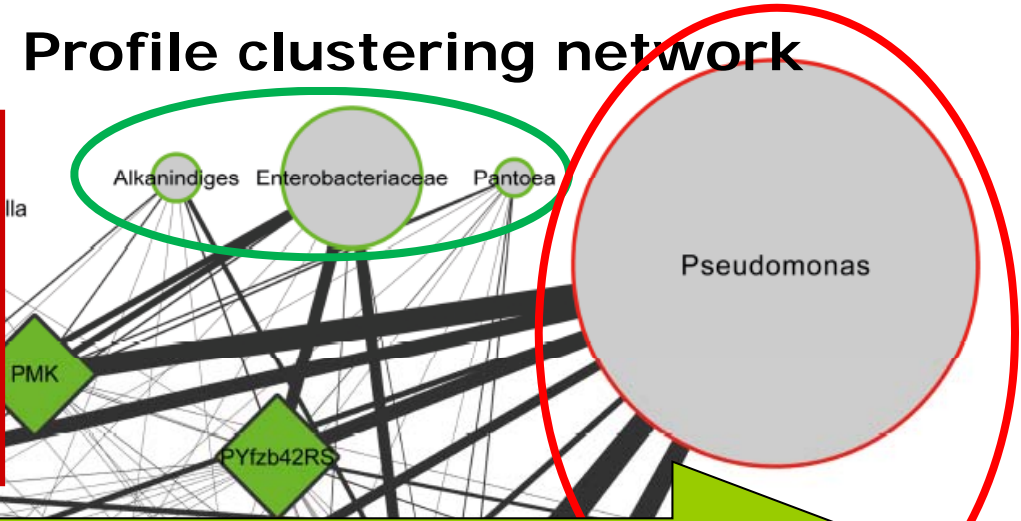 Profile clustering network
Alkanindiges Enterobacteriaceae Pantoea
lla
Pseudomonas
PMK
PYfzb42RS